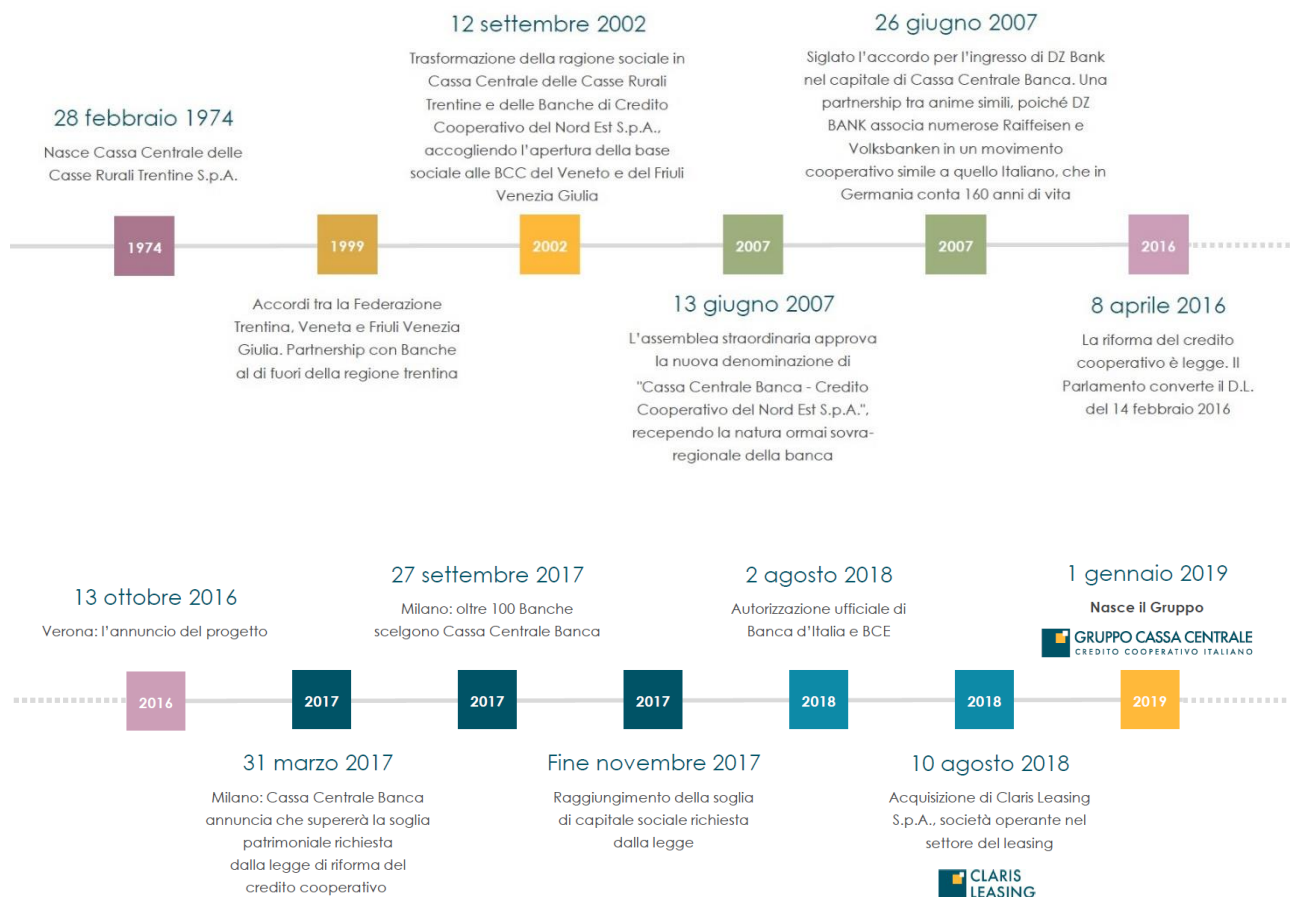 28 febbraio 1974
Nasce Cassa Centrale delle
Casse Rurali Trentine S.p.A.
1974
1999
Accordi tra la Federazione
Trentina, Veneta e Friuli Venezia
Giulia. Partnership con Banche
al di fuori della regione trentina
12 settembre 2002
Trasformazione della ragione sociale in
Cassa Centrale delle Casse Rurali
Trentine e delle Banche di Credito
Cooperativo del Nord Est S.p.A.,
accogliendo l'apertura della base
sociale alle BCC del Veneto e del Friuli
Venezia Giulia
2002
2007
13 giugno 2007
L'assemblea straordinaria approva
la nuova denominazione di
"Cassa Centrale Banca - Credito
Cooperativo del Nord Est S.p.A.",
recependo la natura ormai sovra-
regionale della banca
26 giugno 2007
Siglato l'accordo per l'ingresso di DZ Bank
nel capitale di Cassa Centrale Banca. Una
partnership tra anime simili, poiché DZ
BANK associa numerose Raiffeisen e
Volksbanken in un movimento
cooperativo simile a quello Italiano, che in
Germania conta 160 anni di vita
2007
2016
8 aprile 2016
La riforma del credito
cooperativo è legge. Il
Parlamento converte il D.L.
del 14 febbraio 2016
13 ottobre 2016
Verona: l'annuncio del progetto
2016
2017
31 marzo 2017
Milano: Cassa Centrale Banca
annuncia che supererà la soglia
patrimoniale richiesta
dalla legge di riforma del
credito cooperativo
27 settembre 2017
Milano: oltre 100 Banche
scelgono Cassa Centrale Banca
2017
2017
Fine novembre 2017
Raggiungimento della soglia
di capitale sociale richiesta
dalla legge
2 agosto 2018
Autorizzazione ufficiale di
Banca d'Italia e BCE
2018
2018
10 agosto 2018
Acquisizione di Claris Leasing
S.p.A., società operante nel
settore del leasing
CLARIS
LEASING
1 gennaio 2019
Nasce il Gruppo
GRUPPO CASSA CENTRALE
CREDITO COOPERATIVO ITALIANO
2019